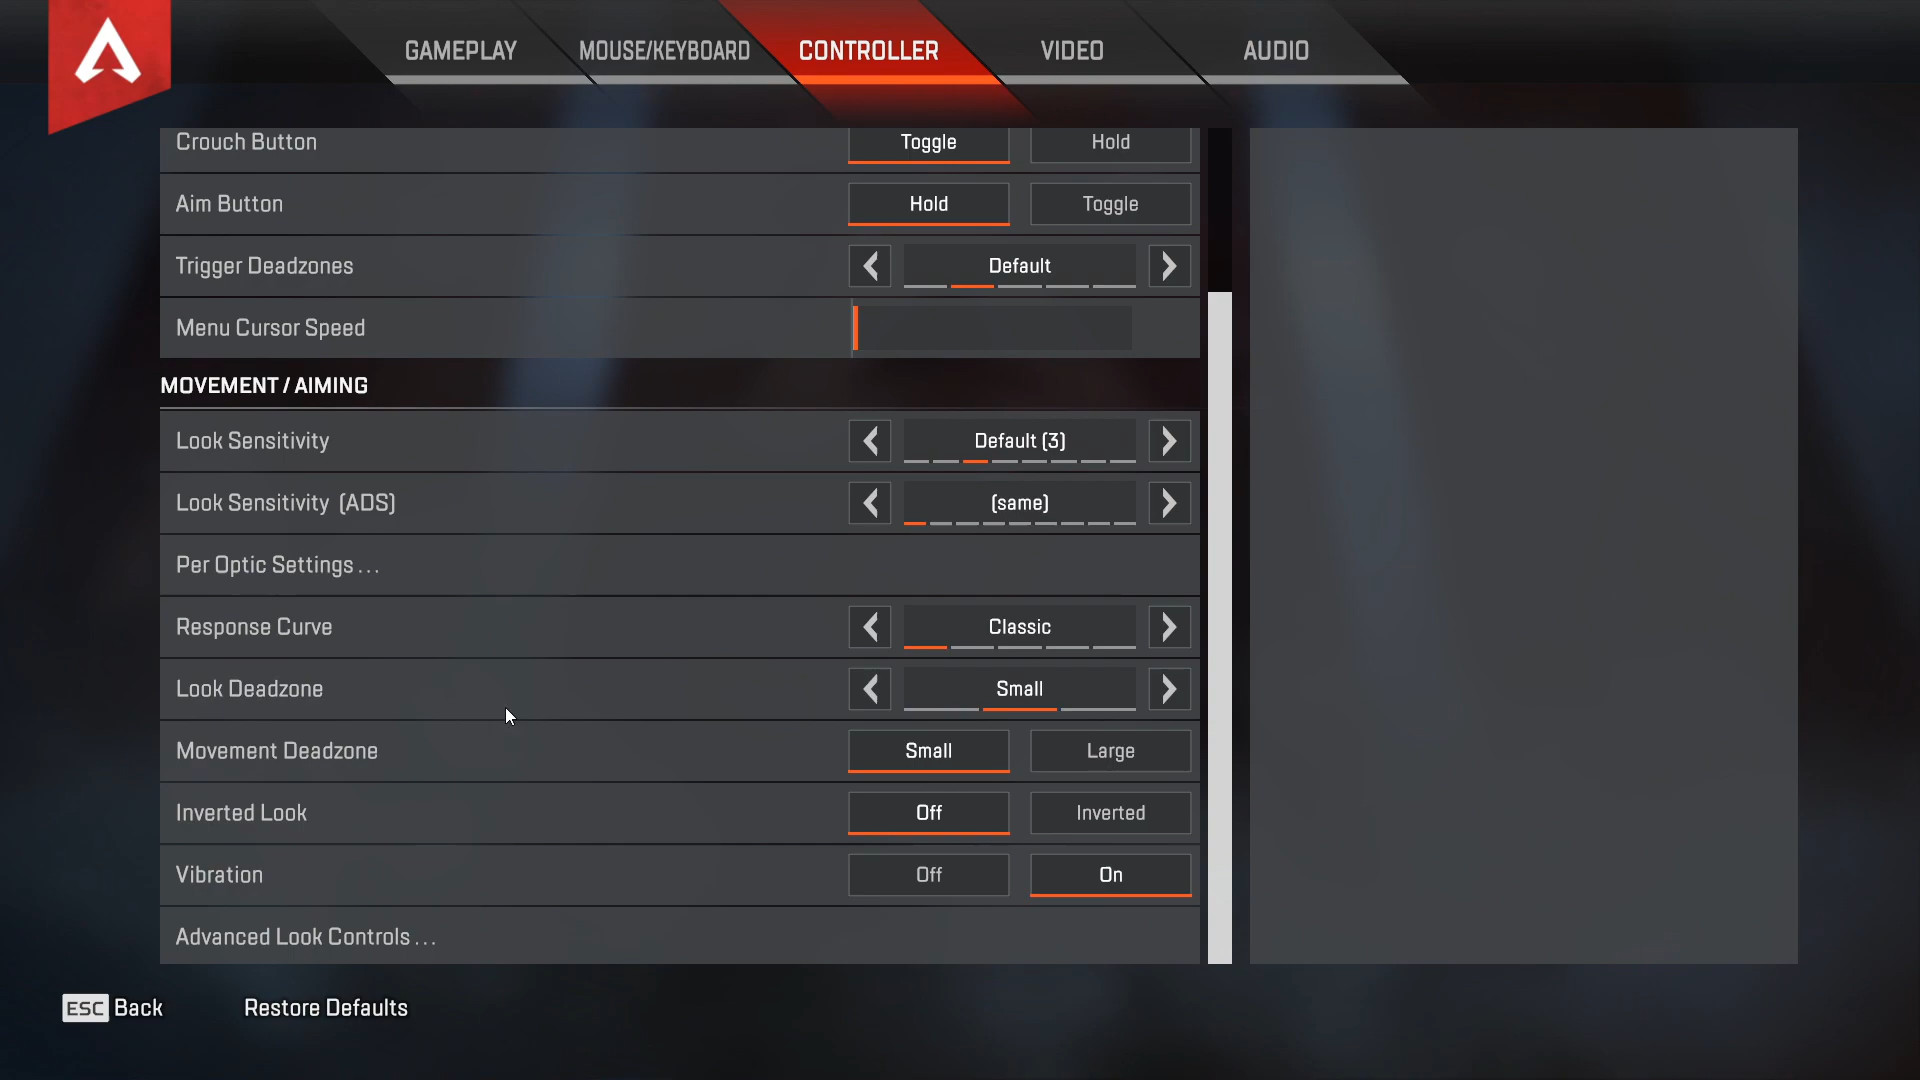 GAMEPLAY MOUSE/KEYBOARD CONTROLLER VIDEO AUDIO
Crouch Button Toggle Hold
Aim Button Hold Toggle
Trigger Deadzones Default
Menu Cursor Speed
MOVEMENT / AIMING
Look Sensitivity Default (3)
Look Sensitivity (ADS) (same)
Per Optic Settings...
Response Curve Classic
Look Deadzone Small
Movement Deadzone Small Large
Inverted Look Off Inverted
Vibration Off On
Advanced Look Controls...
ESC Back Restore Defaults